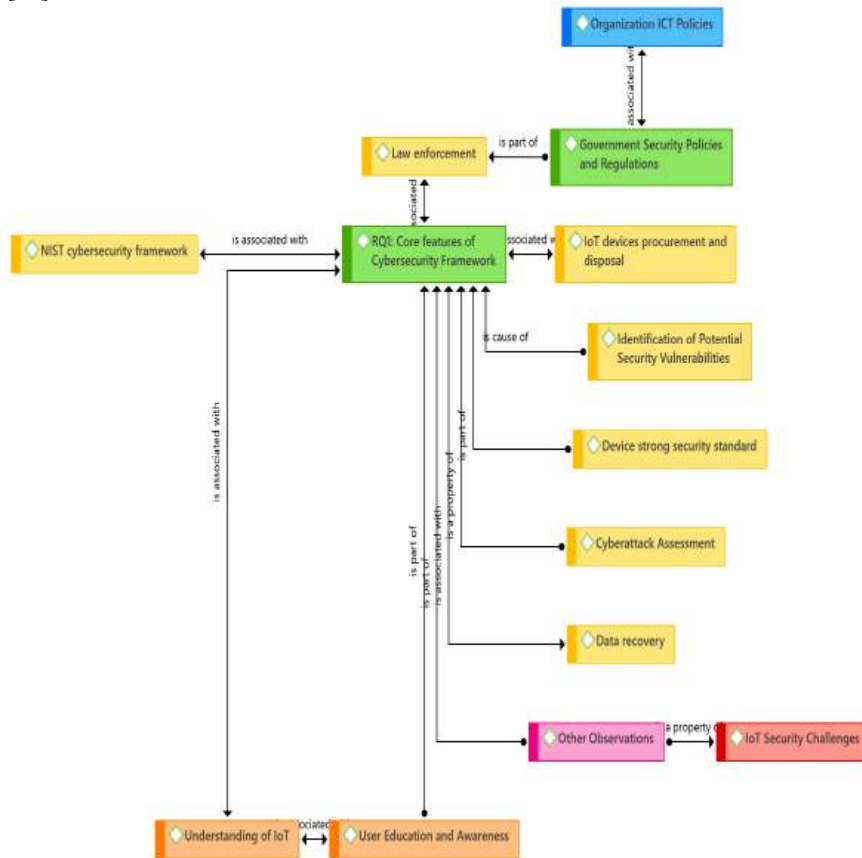 Organization ICT Policies
associated wit
Law enforcement
is part of
Government Security Policies
and Regulations
sociated
NIST cybersecurity framework
is associated with
RQ1: Core features of
Cybersecurity Framework
ssociated w
IoT devices procurement and
disposal
is cause of
Identification of Potential
Security Vulnerabilities
is associated with
is part of
Device strong security standard
is a property of
is associated with
is part of
is part of
Cyberattack Assessment
Data recovery
Other Observations
a property o
IoT Security Challenges
Understanding of IoT
sociated
User Education and Awareness